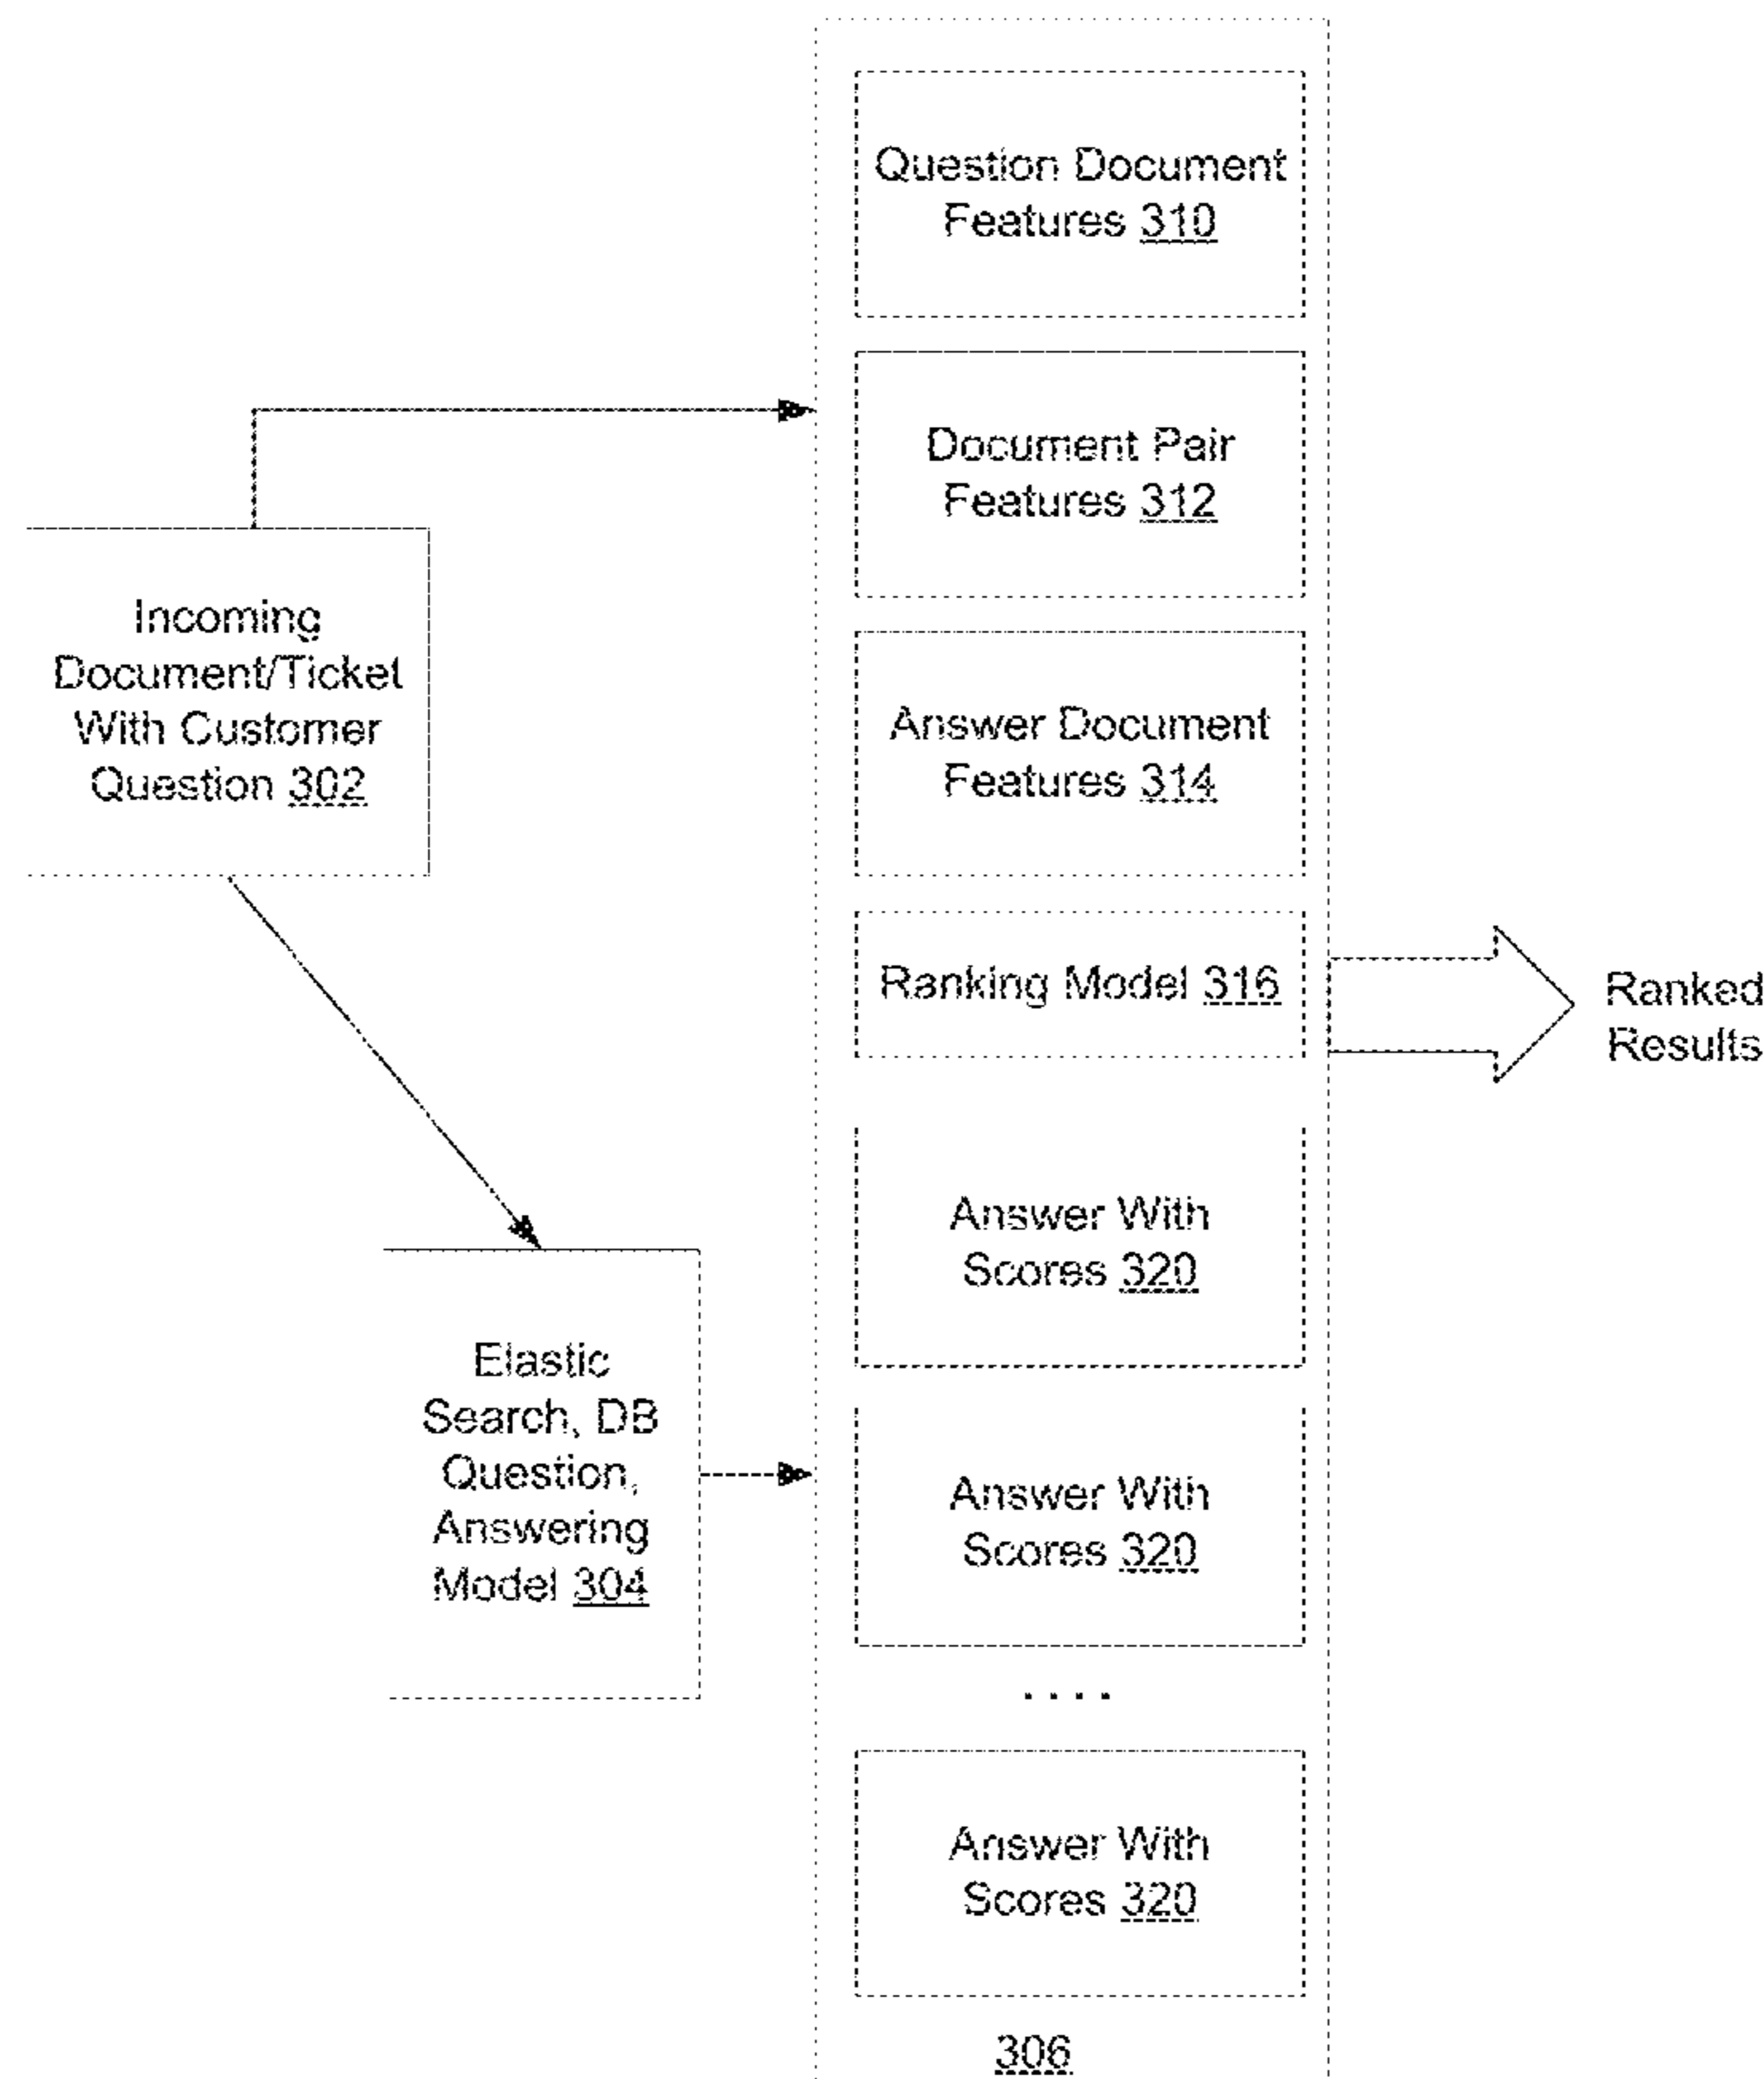 Question Document
Features 310
Document Pair
Features 312
Incoming
Document/Ticket
With Customer
Question 302
Answer Document
Features 314
Ranking Model 316
Ranked
Results
Answer With
Scores 320
Elastic
Search, DB
Question,
Answering
Model 304
Answer With
Scores 320
....
Answer With
Scores 320
306